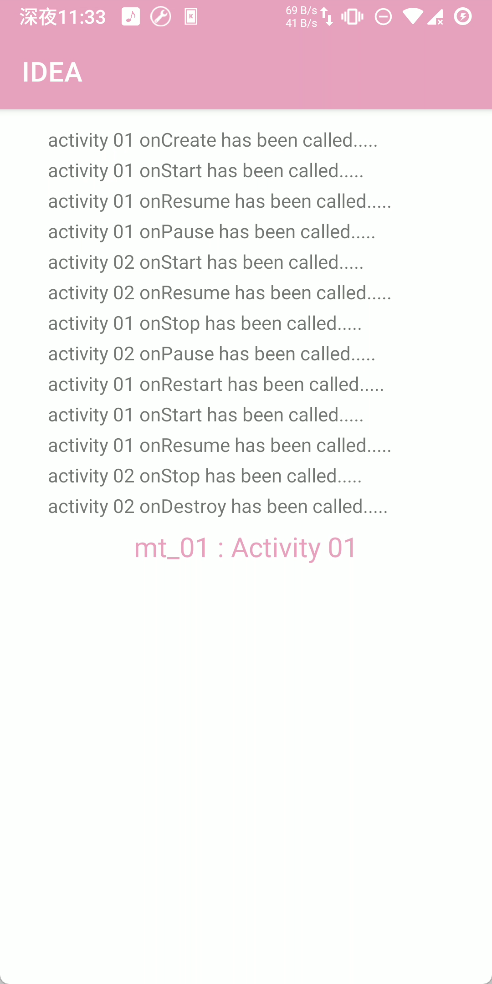 深夜11:33
69 B/s
41 B/s
IDEA
activity 01 onCreate has been called.....
activity 01 onStart has been called.....
activity 01 onResume has been called.....
activity 01 onPause has been called.....
activity 02 onStart has been called.....
activity 02 onResume has been called.....
activity 01 onStop has been called.....
activity 02 onPause has been called.....
activity 01 onRestart has been called.....
activity 01 onStart has been called.....
activity 01 onResume has been called.....
activity 02 onStop has been called.....
activity 02 onDestroy has been called.....
mt_01 : Activity 01